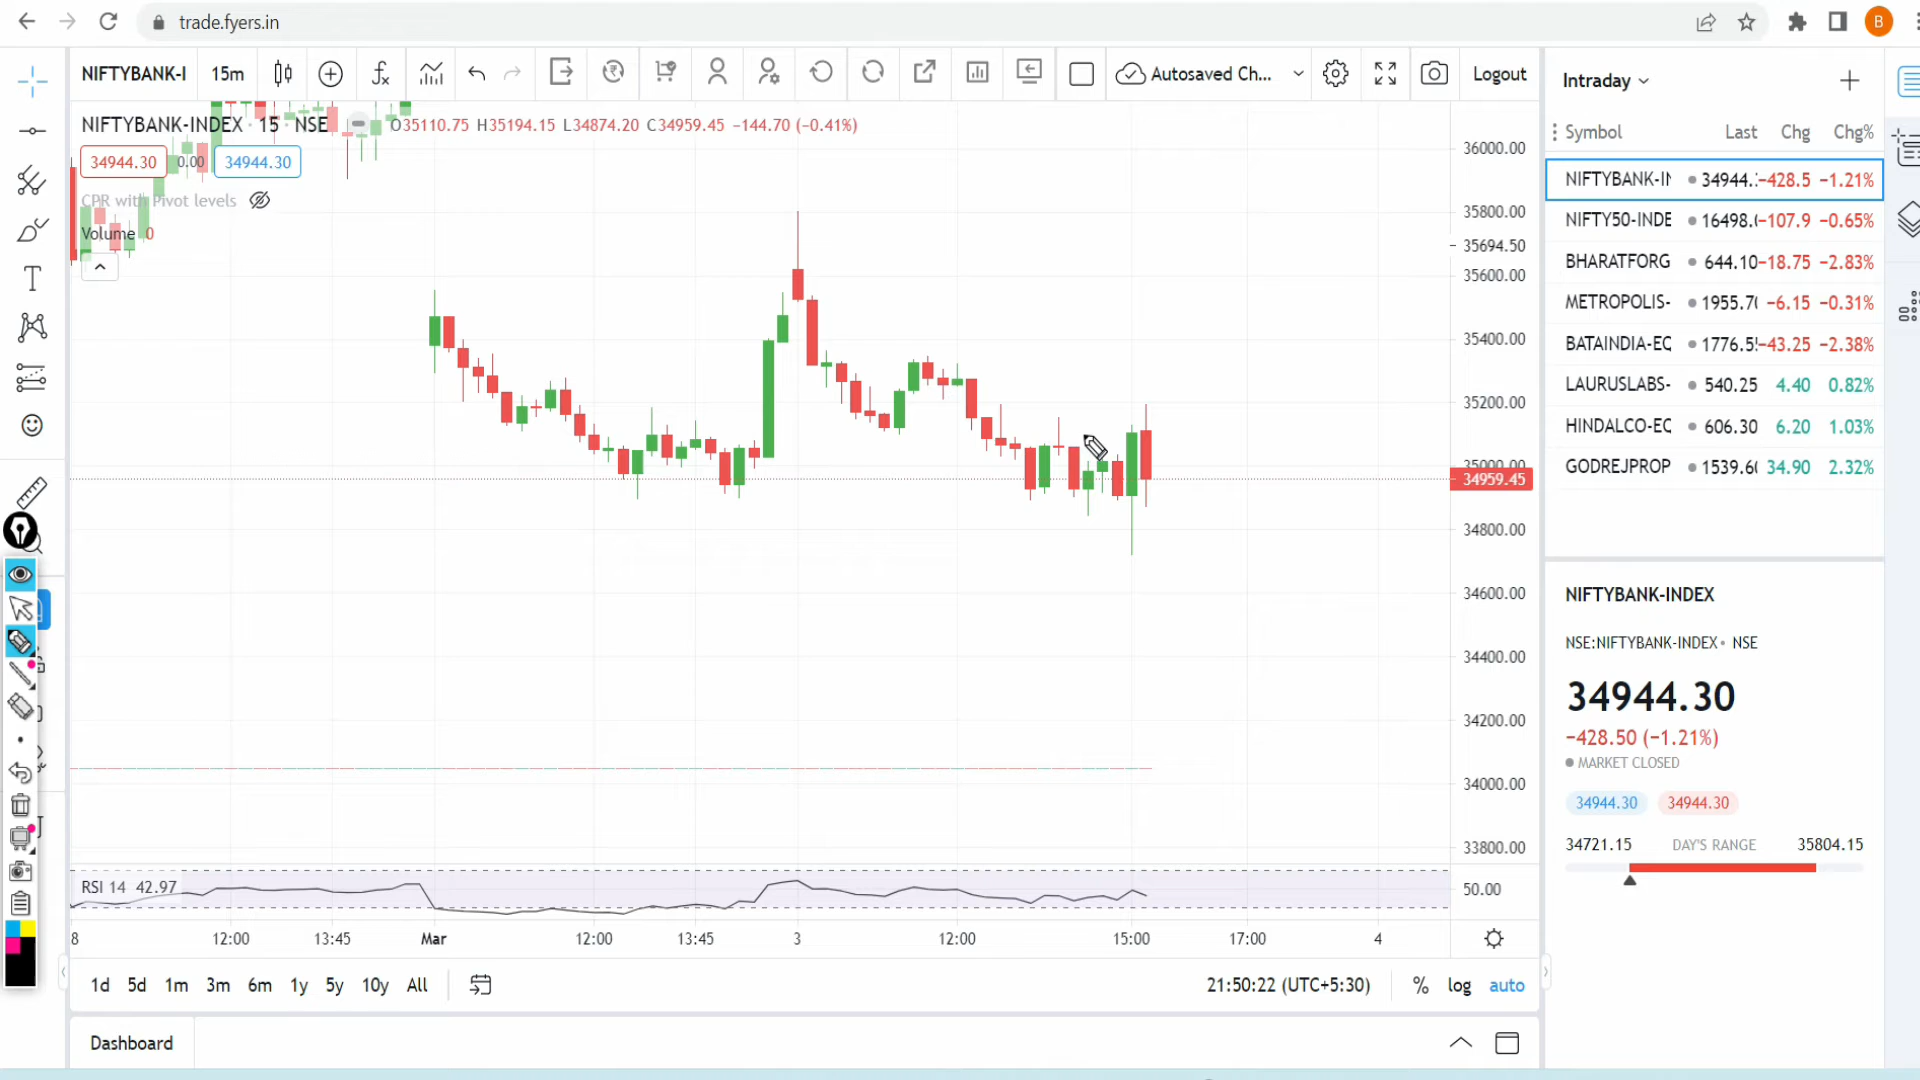 trade.fyers.in
B
NIFTYBANK-I 15m Autosaved Ch... Logout
NIFTYBANK-INDEX · 15 · NSE O35110.75 H35194.15 L34874.20 C34959.45 −144.70 (−0.41%)
34944.30 0.00 34944.30
CPR with Pivot levels
Volume 0
36000.00
35800.00
35694.50
35600.00
35400.00
35200.00
35000.00
34959.45
34800.00
34600.00
34400.00
34200.00
34000.00
33800.00
RSI 14 42.97
50.00
8 12:00 13:45 Mar 12:00 13:45 3 12:00 15:00 17:00 4
1d 5d 1m 3m 6m 1y 5y 10y All 21:50:22 (UTC+5:30) % log auto
Dashboard
Intraday
Symbol Last Chg Chg%
NIFTYBANK-IN 34944. −428.5 −1.21%
NIFTY50-INDE 16498.0 −107.9 −0.65%
BHARATFORG 644.10 −18.75 −2.83%
METROPOLIS- 1955.70 −6.15 −0.31%
BATAINDIA-EQ 1776.5 −43.25 −2.38%
LAURUSLABS- 540.25 4.40 0.82%
HINDALCO-EQ 606.30 6.20 1.03%
GODREJPROP 1539.60 34.90 2.32%
NIFTYBANK-INDEX
NSE:NIFTYBANK-INDEX • NSE
34944.30
−428.50 (−1.21%)
MARKET CLOSED
34944.30 34944.30
34721.15 DAY'S RANGE 35804.15